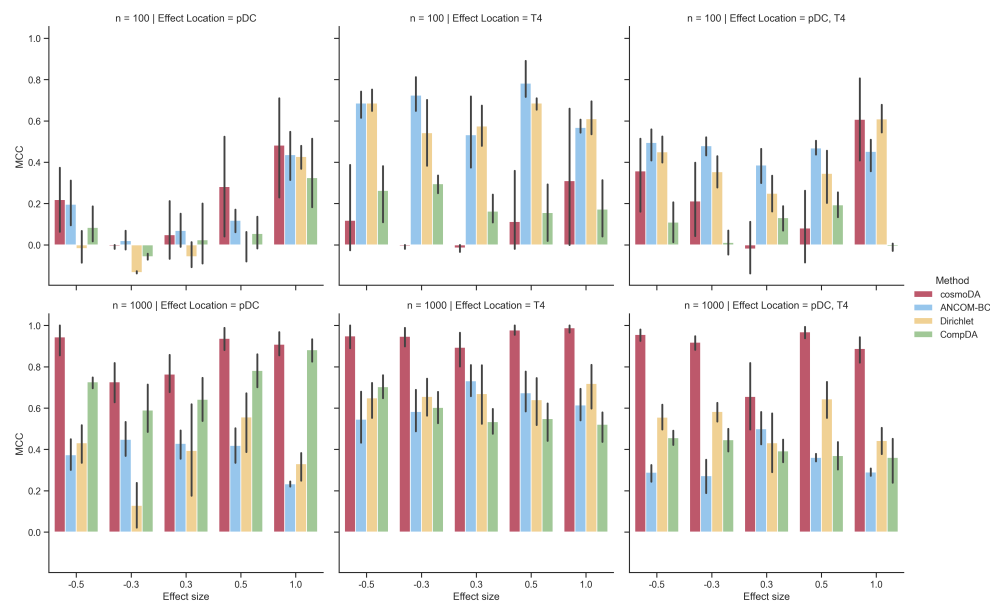 n = 100 | Effect Location = pDC
n = 100 | Effect Location = T4
n = 100 | Effect Location = pDC, T4
1.0
0.8
0.6
0.4
0.2
0.0
MCC
n = 1000 | Effect Location = pDC
n = 1000 | Effect Location = T4
n = 1000 | Effect Location = pDC, T4
1.0
0.8
0.6
0.4
0.2
0.0
MCC
-0.5 -0.3 0.3 0.5 1.0
Effect size
-0.5 -0.3 0.3 0.5 1.0
Effect size
-0.5 -0.3 0.3 0.5 1.0
Effect size
Method
cosmoDA
ANCOM-BC
Dirichlet
CompDA